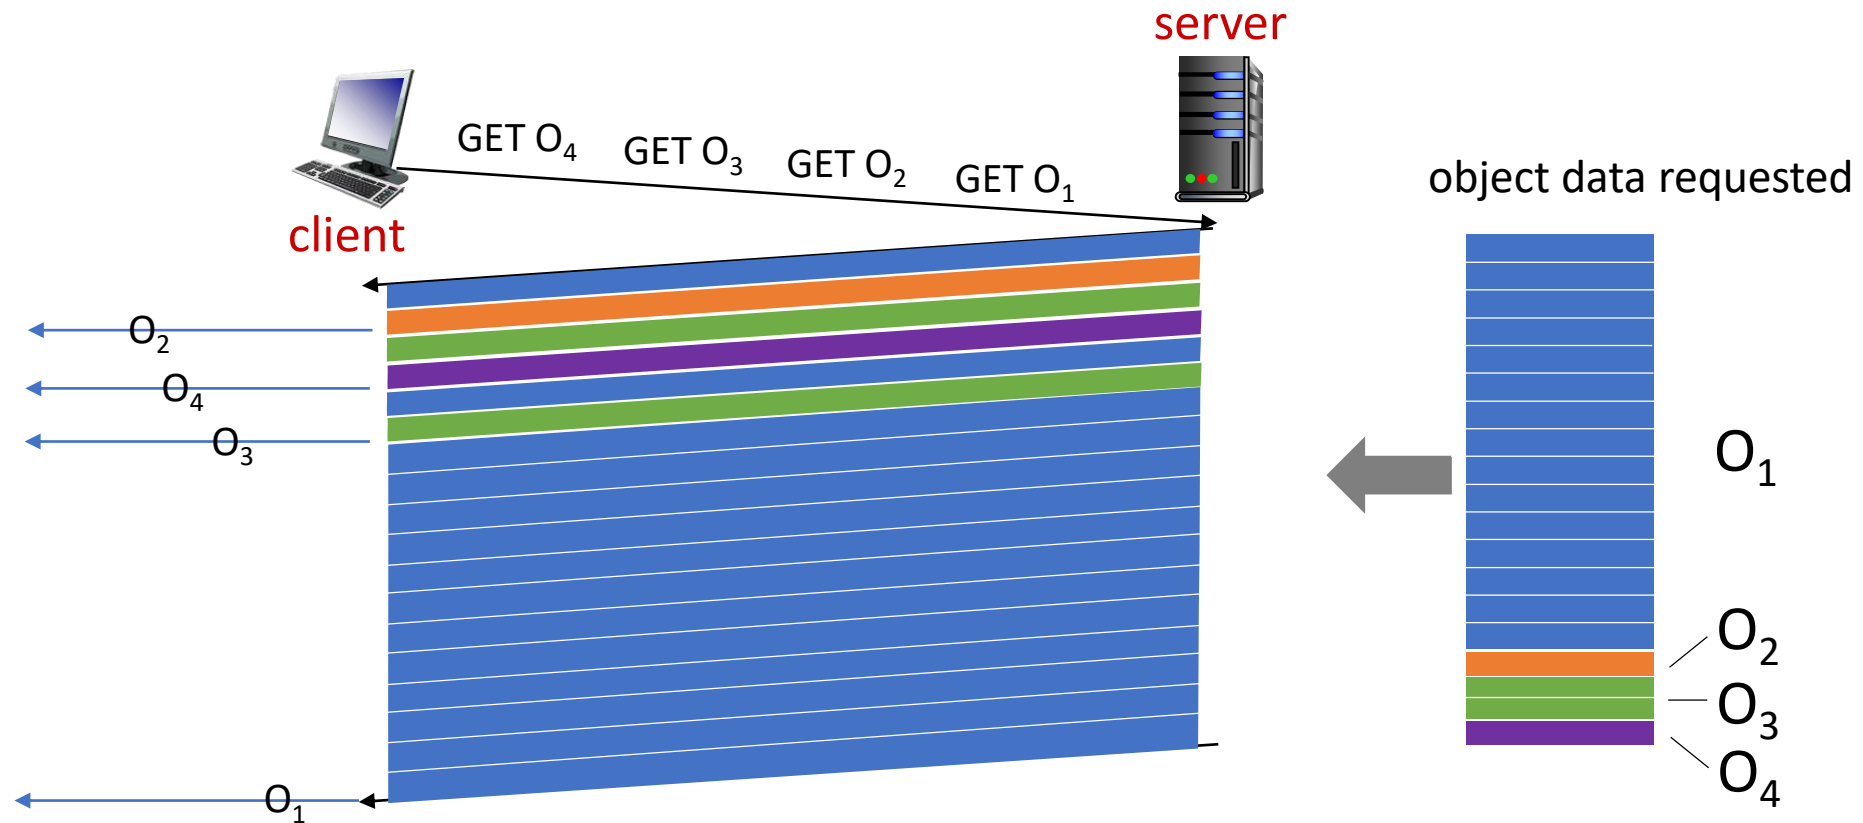 server
GET O₄
GET O₃
GET O₂
GET O₁
object data requested
client
O₂
O₄
O₃
O₁
O₂
O₃
O₄
O₁